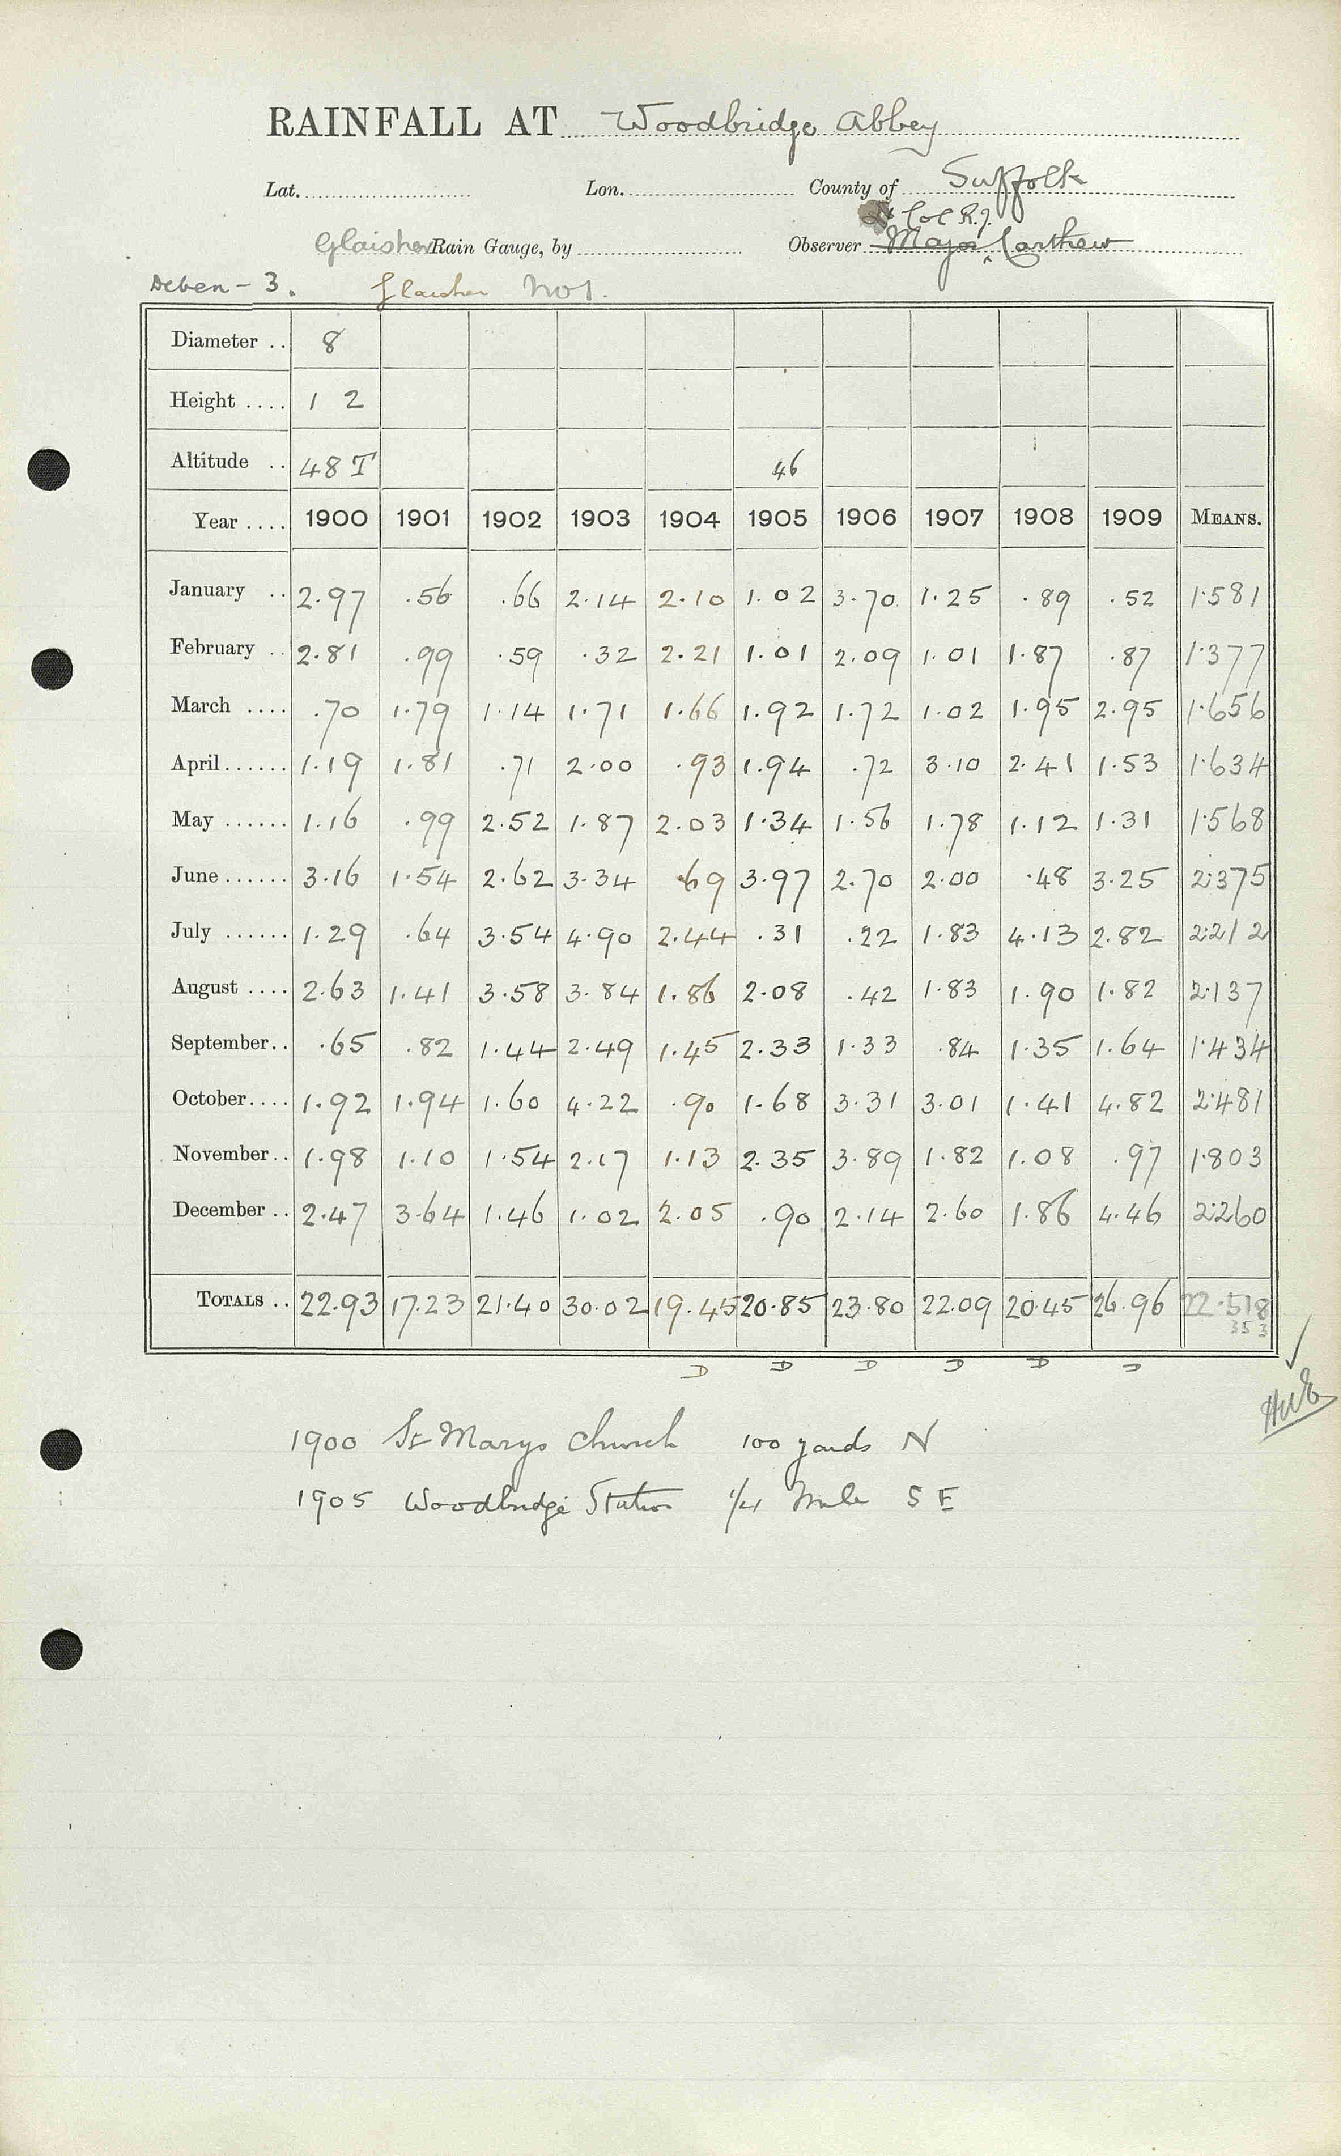 RAINFALL AT Woodbridge Abbey
Lat. Lon. County of Suffolk
Lt Col R.J.
Glaisher Rain Gauge, by Observer Major Carthew
Deben - 3. Glaisher No 1.
Diameter .. 8
Height .... 1 2
Altitude .. 48 T 46
Year .... 1900 1901 1902 1903 1904 1905 1906 1907 1908 1909 MEANS.
January .. 2.97 .56 .66 2.14 2.10 1.02 3.70 1.25 .89 .52 1.581
February .. 2.81 .99 .59 .32 2.21 1.01 2.09 1.01 1.87 .87 1.377
March .... .70 1.79 1.14 1.71 1.66 1.92 1.72 1.02 1.95 2.95 1.656
April ...... 1.19 1.81 .71 2.00 .93 1.94 .72 3.10 2.41 1.53 1.634
May ...... 1.16 .99 2.52 1.87 2.03 1.34 1.56 1.78 1.12 1.31 1.568
June ...... 3.16 1.54 2.62 3.34 .69 3.97 2.70 2.00 .48 3.25 2.375
July ...... 1.29 .64 3.54 4.90 2.44 .31 .22 1.83 4.13 2.82 2.212
August .... 2.63 1.41 3.58 3.84 1.86 2.08 .42 1.83 1.90 1.82 2.137
September .. .65 .82 1.44 2.49 1.45 2.33 1.33 .84 1.35 1.64 1.434
October .... 1.92 1.94 1.60 4.22 .90 1.68 3.31 3.01 1.41 4.82 2.481
November .. 1.98 1.10 1.54 2.17 1.13 2.35 3.89 1.82 1.08 .97 1.803
December .. 2.47 3.64 1.46 1.02 2.05 .90 2.14 2.60 1.86 4.46 2.260
TOTALS .. 22.93 17.23 21.40 30.02 19.45 20.85 23.80 22.09 20.45 26.96 22.518
353
D D D D D D
1900 St Marys Church 100 yards N
1905 Woodbridge Station 1/4 Mile S E